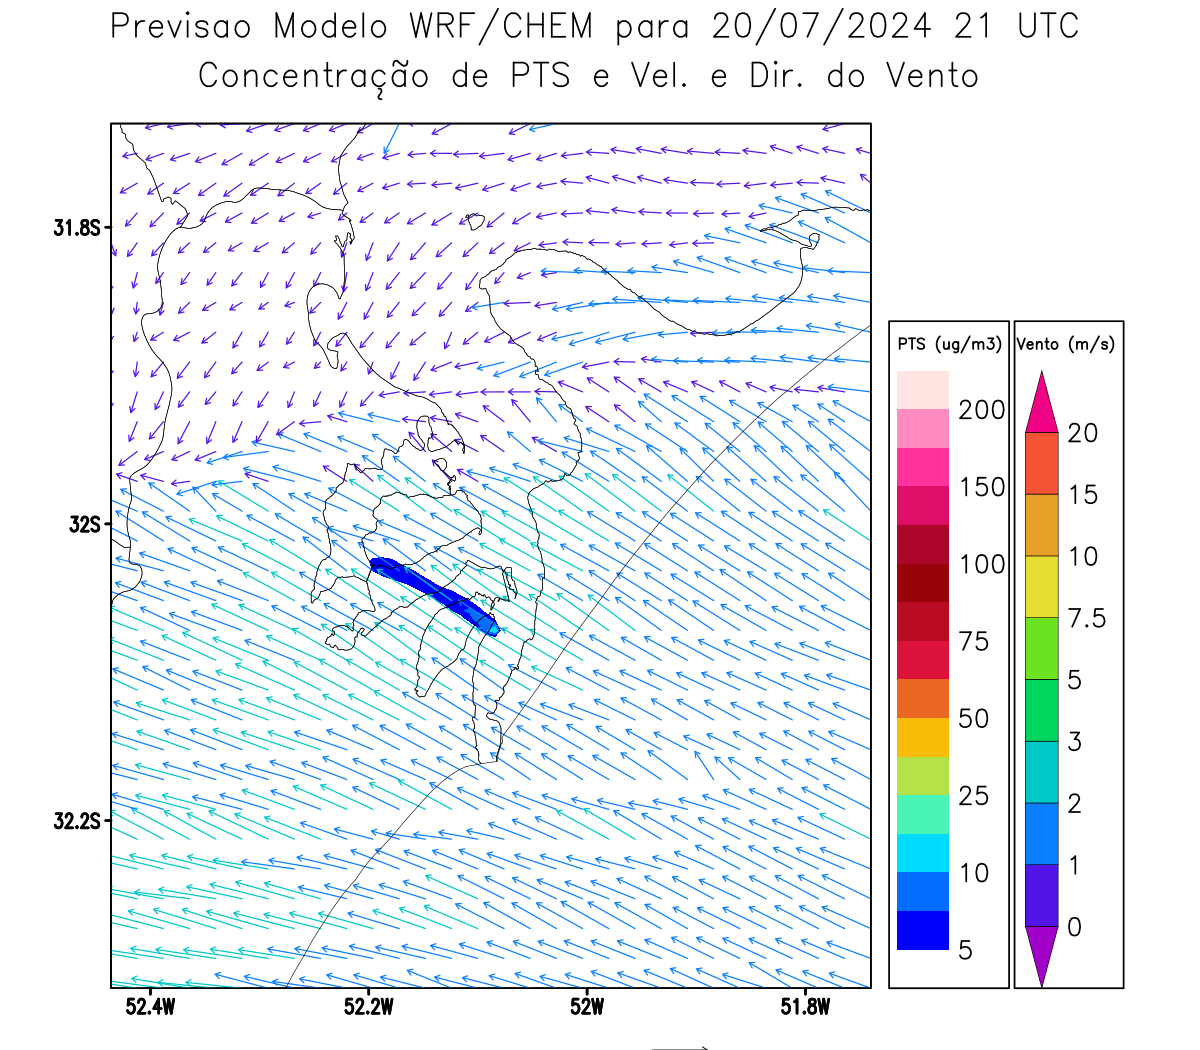 Previsao Modelo WRF/CHEM para 20/07/2024 21 UTC
Concentração de PTS e Vel. e Dir. do Vento
31.8S
32S
32.2S
52.4W
52.2W
52W
51.8W
PTS (ug/m3)
200
150
100
75
50
25
10
5
Vento (m/s)
20
15
10
7.5
5
3
2
1
0